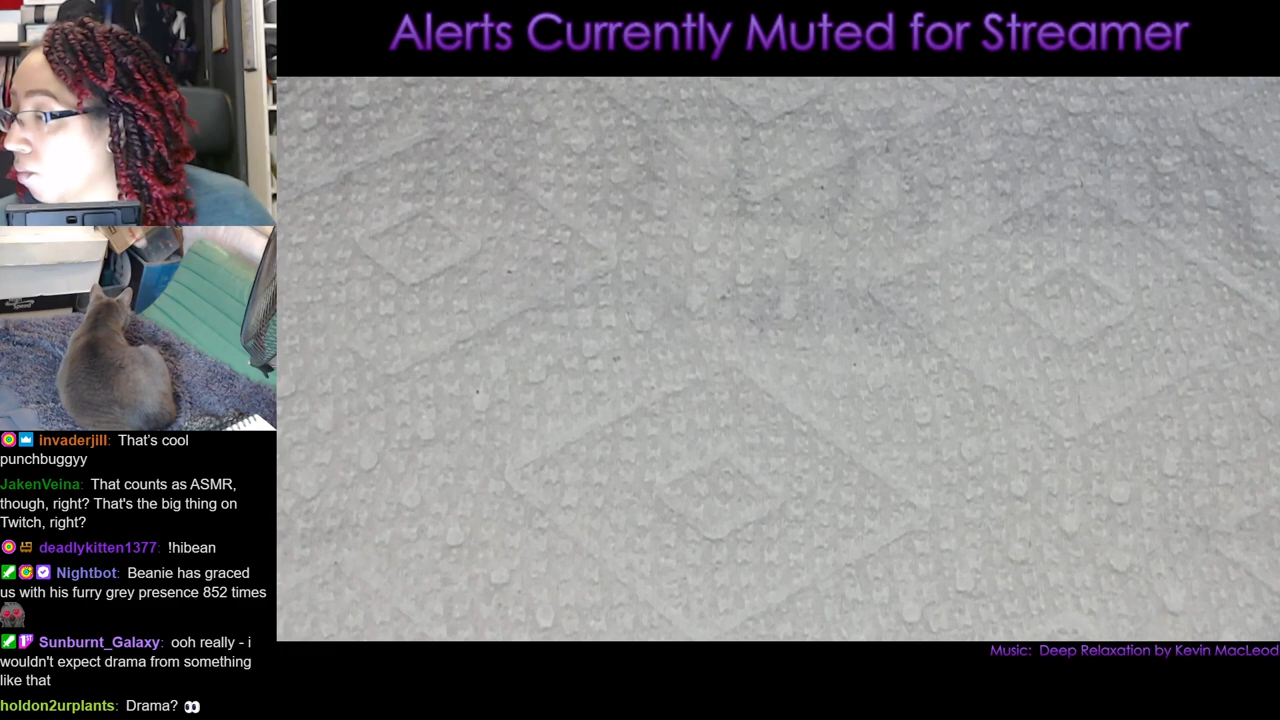 Alerts Currently Muted for Streamer
invaderjill: That's cool
punchbuggyy
JakenVeina: That counts as ASMR,
though, right? That's the big thing on
Twitch, right?
deadlykitten1377: !hibean
Nightbot: Beanie has graced
us with his furry grey presence 852 times
Sunburnt_Galaxy: ooh really - i
wouldn't expect drama from something
like that
holdon2urplants: Drama?
Music: Deep Relaxation by Kevin MacLeod